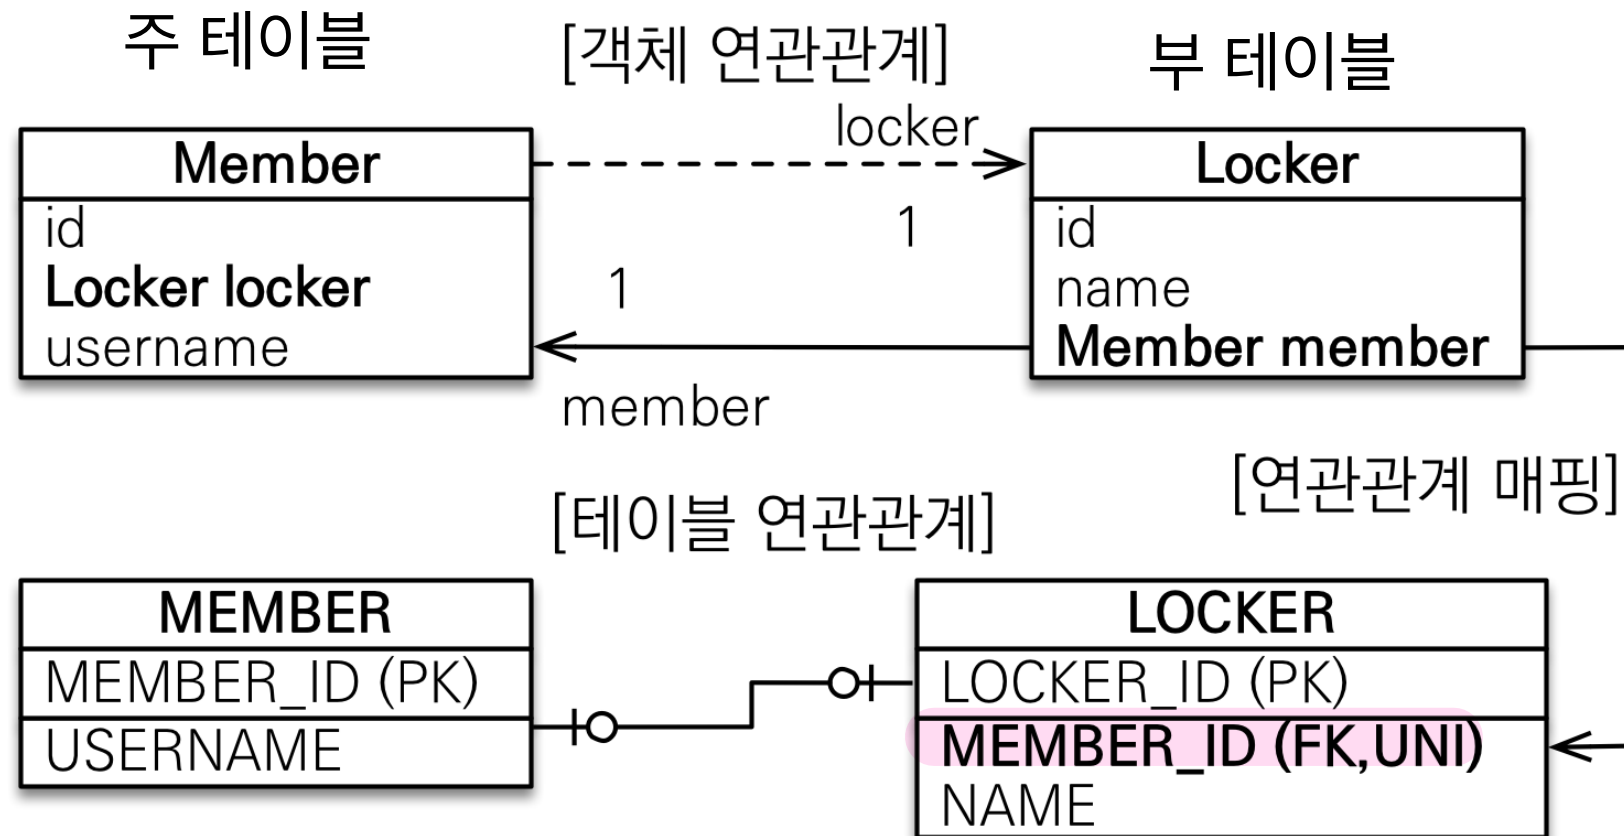 주 테이블
[객체 연관관계]
부 테이블
locker
Member
id
Locker locker
username
1
1
member
Locker
id
name
Member member
[연관관계 매핑]
[테이블 연관관계]
MEMBER
MEMBER_ID (PK)
USERNAME
LOCKER
LOCKER_ID (PK)
MEMBER_ID (FK,UNI)
NAME